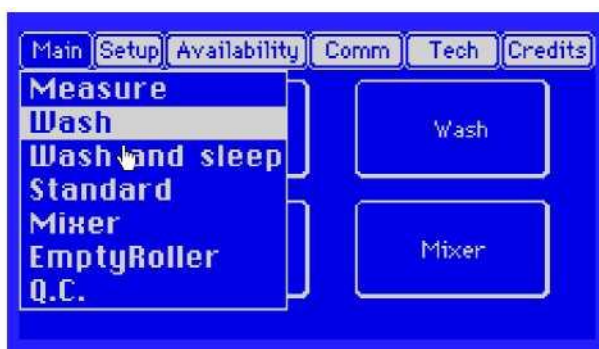 Main Setup Availability Comm Tech Credits
Measure
Wash
Wash and sleep
Standard
Mixer
EmptyRoller
Q.C.
Wash
Mixer